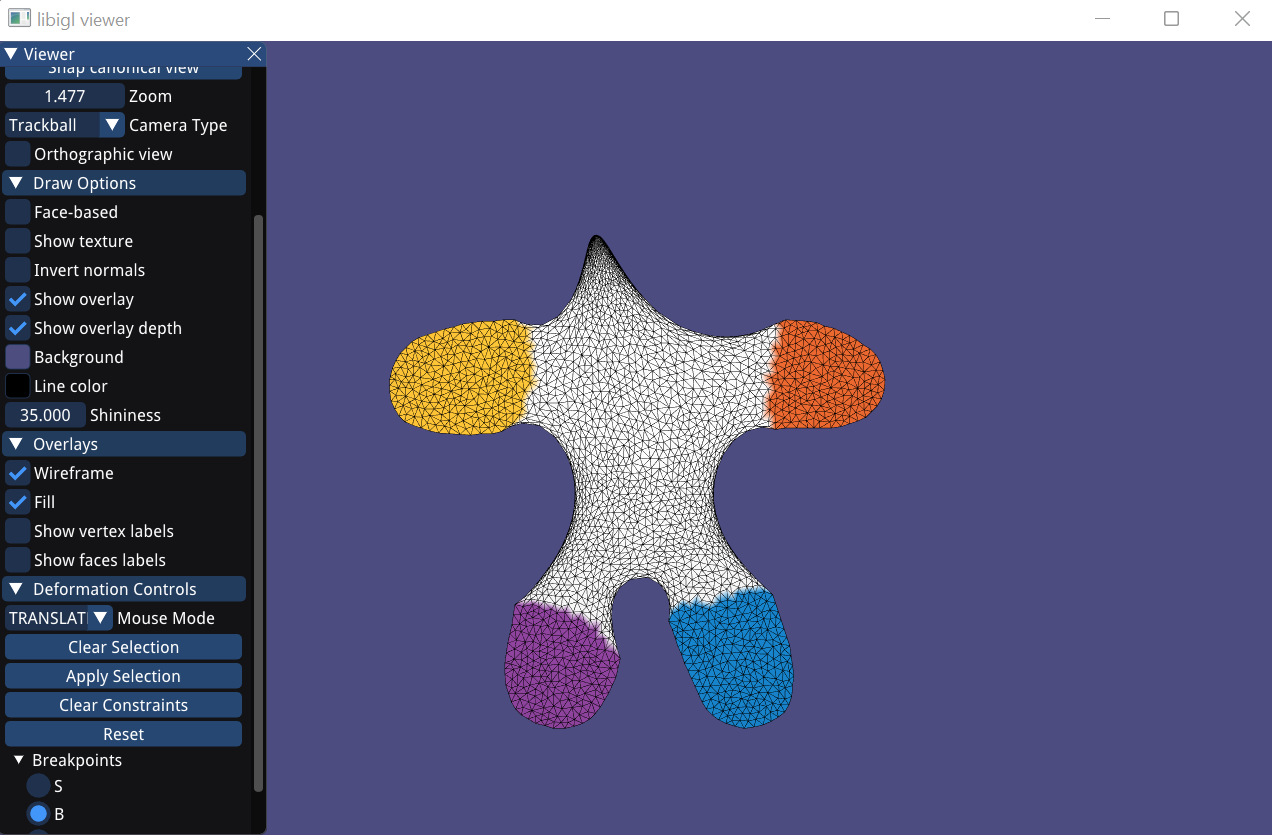 libigl viewer
Viewer
Snap canonical view
1.477 Zoom
Trackball Camera Type
Orthographic view
Draw Options
Face-based
Show texture
Invert normals
Show overlay
Show overlay depth
Background
Line color
35.000 Shininess
Overlays
Wireframe
Fill
Show vertex labels
Show faces labels
Deformation Controls
TRANSLAT Mouse Mode
Clear Selection
Apply Selection
Clear Constraints
Reset
Breakpoints
S
B